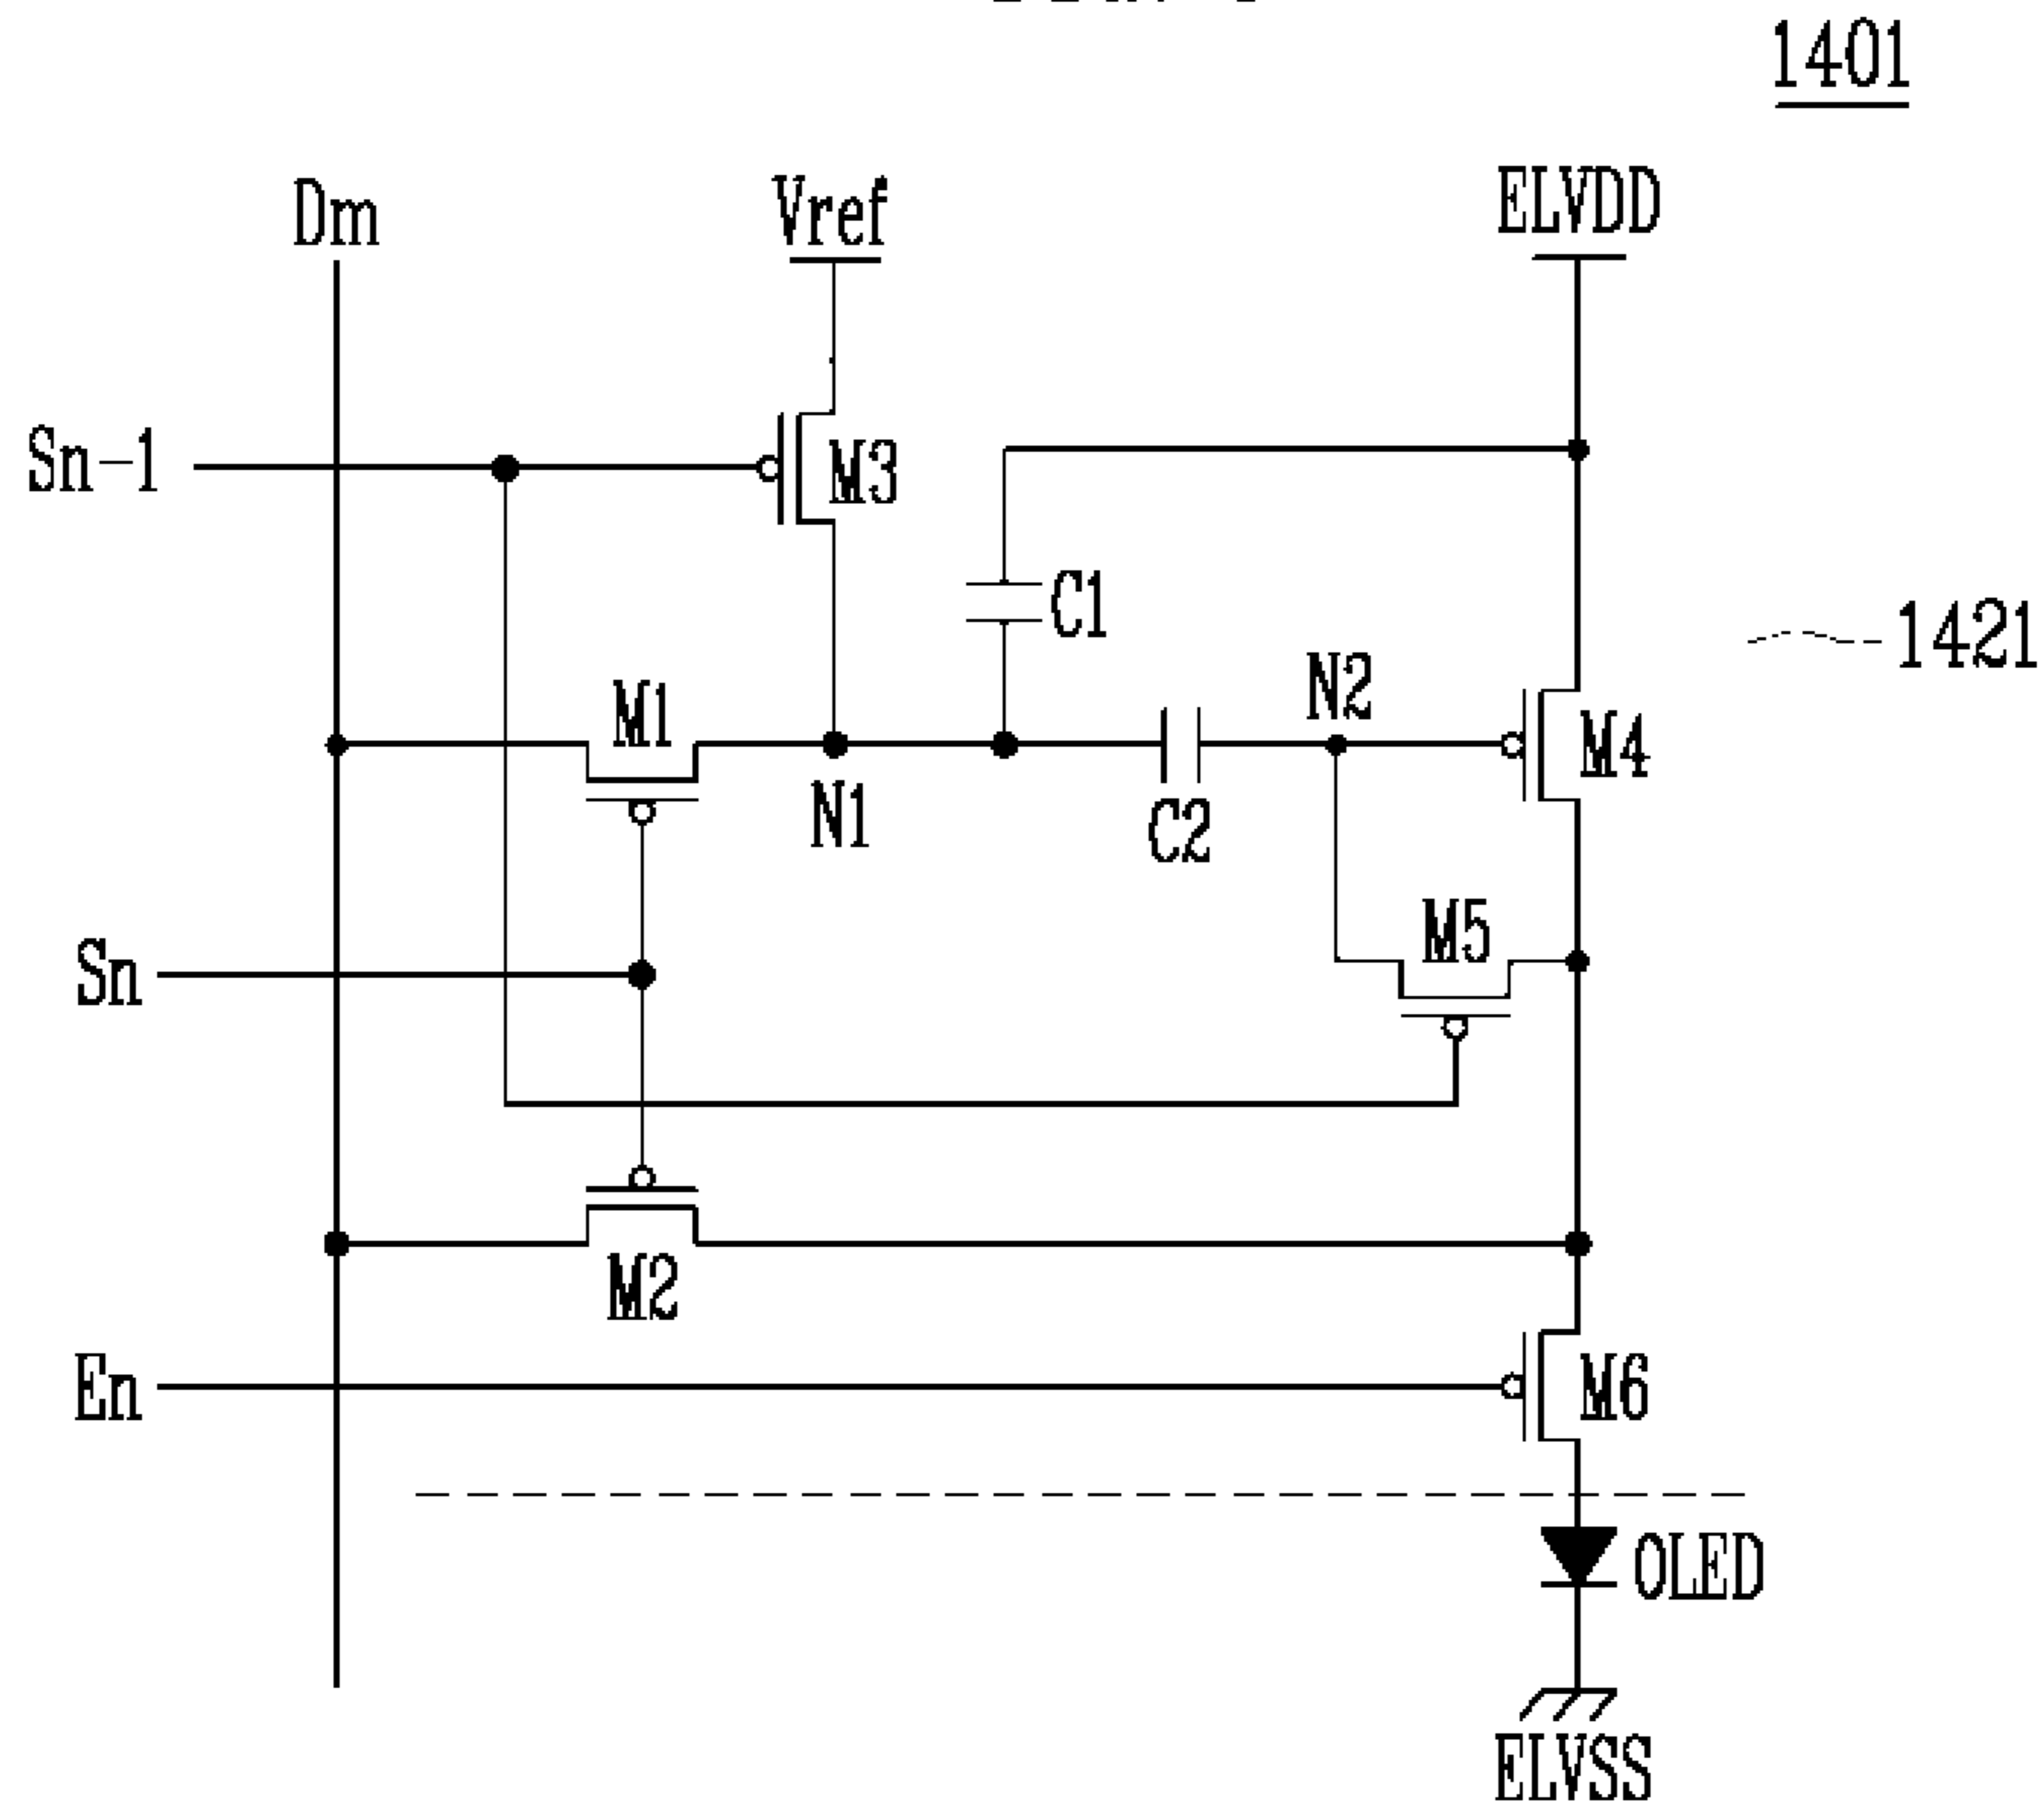 1401
Dm
Vref
ELVDD
Sn-1
M3
C1
1421
M1
N2
M4
N1
C2
M5
Sn
M2
En
M6
OLED
ELVSS